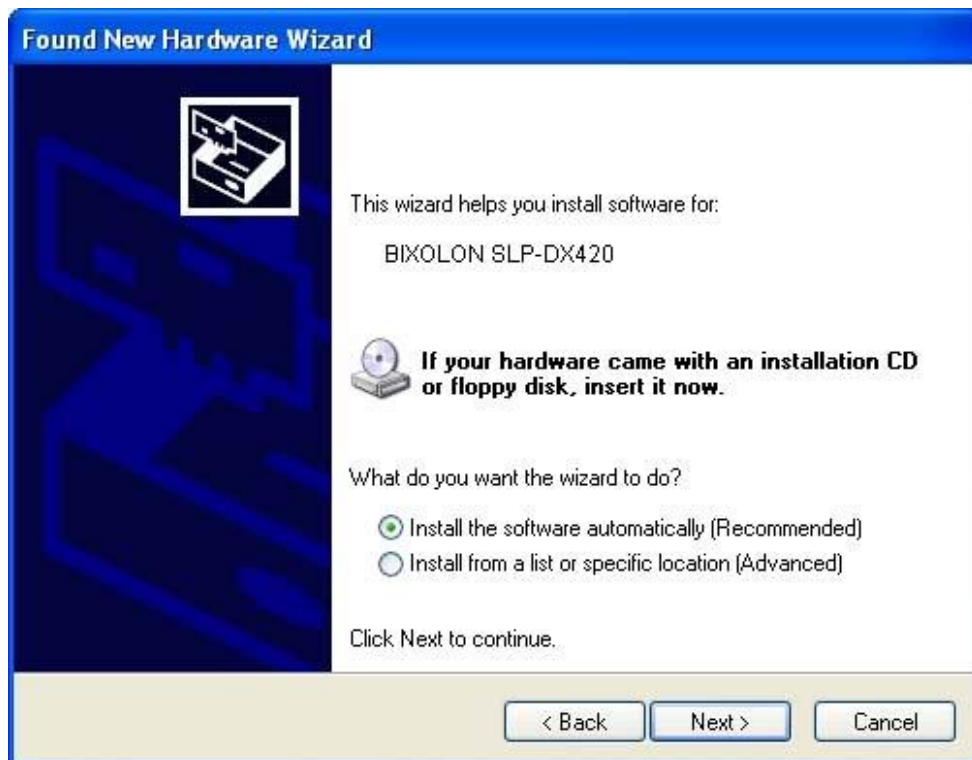 Found New Hardware Wizard
This wizard helps you install software for:
BIXOLON SLP-DX420
If your hardware came with an installation CD
or floppy disk, insert it now.
What do you want the wizard to do?
Install the software automatically (Recommended)
Install from a list or specific location (Advanced)
Click Next to continue.
< Back
Next >
Cancel